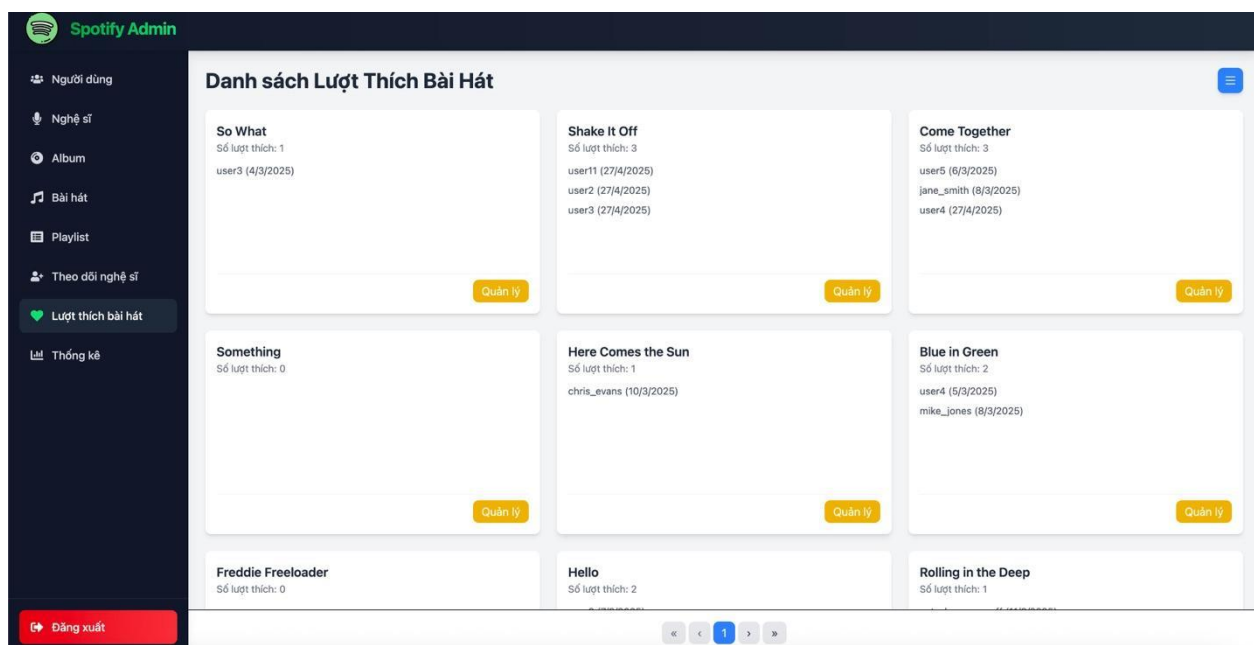 Spotify Admin
Người dùng
Nghệ sĩ
Album
Bài hát
Playlist
Theo dõi nghệ sĩ
Lượt thích bài hát
Thống kê
Đăng xuất
Danh sách Lượt Thích Bài Hát
So What
Số lượt thích: 1
user3 (4/3/2025)
Quản lý
Shake It Off
Số lượt thích: 3
user11 (27/4/2025)
user2 (27/4/2025)
user3 (27/4/2025)
Quản lý
Come Together
Số lượt thích: 3
user5 (6/3/2025)
jane_smith (8/3/2025)
user4 (27/4/2025)
Quản lý
Something
Số lượt thích: 0
Quản lý
Here Comes the Sun
Số lượt thích: 1
chris_evans (10/3/2025)
Quản lý
Blue in Green
Số lượt thích: 2
user4 (5/3/2025)
mike_jones (8/3/2025)
Quản lý
Freddie Freeloader
Số lượt thích: 0
Hello
Số lượt thích: 2
Rolling in the Deep
Số lượt thích: 1
« ‹ 1 › »